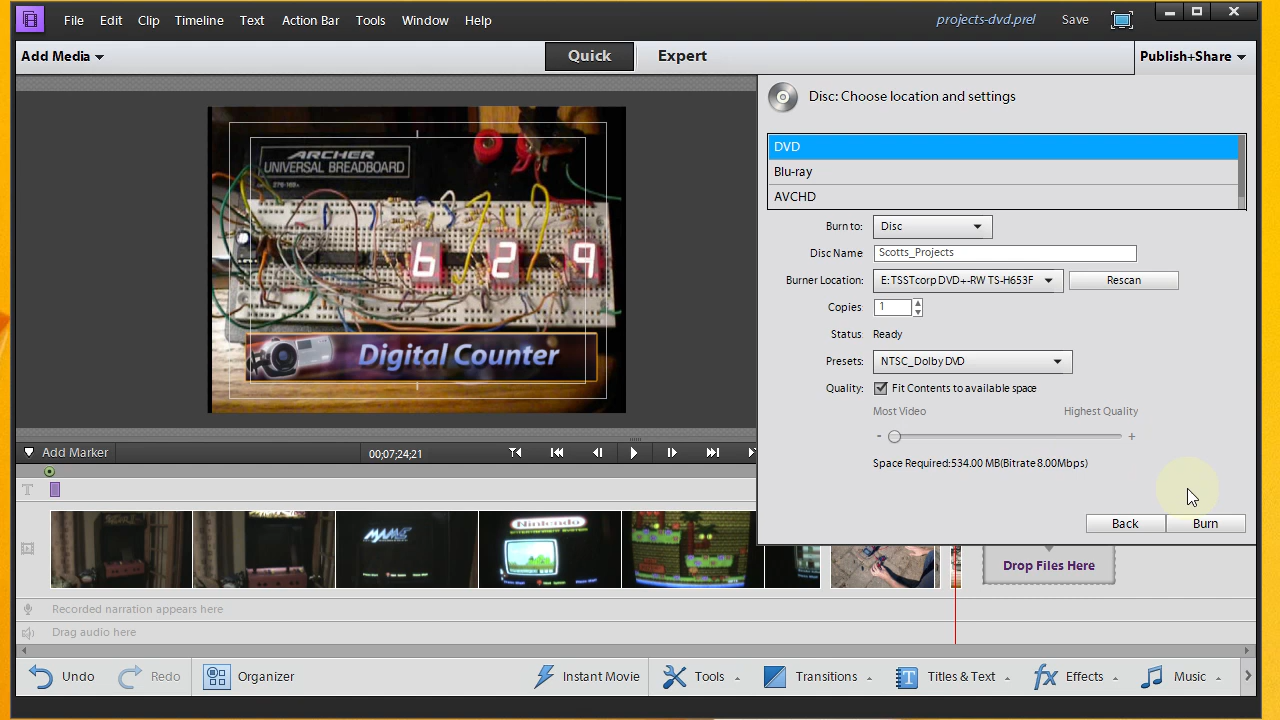 File Edit Clip Timeline Text Action Bar Tools Window Help projects-dvd.prel Save
Add Media Quick Expert Publish+Share
Disc: Choose location and settings
DVD
Blu-ray
AVCHD
Burn to: Disc
Disc Name Scotts_Projects
Burner Location: E: TSSTcorp DVD+-RW TS-H653F Rescan
Copies: 1
Status: Ready
Presets: NTSC_Dolby DVD
Quality: Fit Contents to available space
Most Video Highest Quality
- +
Space Required:534.00 MB(Bitrate8.00Mbps)
Back Burn
ARCHER
UNIVERSAL BREADBOARD
6 2 9
Digital Counter
Add Marker 00;07;24;21
T
MAME
Nintendo
Drop Files Here
Recorded narration appears here
Drag audio here
Undo Redo Organizer Instant Movie Tools Transitions Titles & Text Effects Music